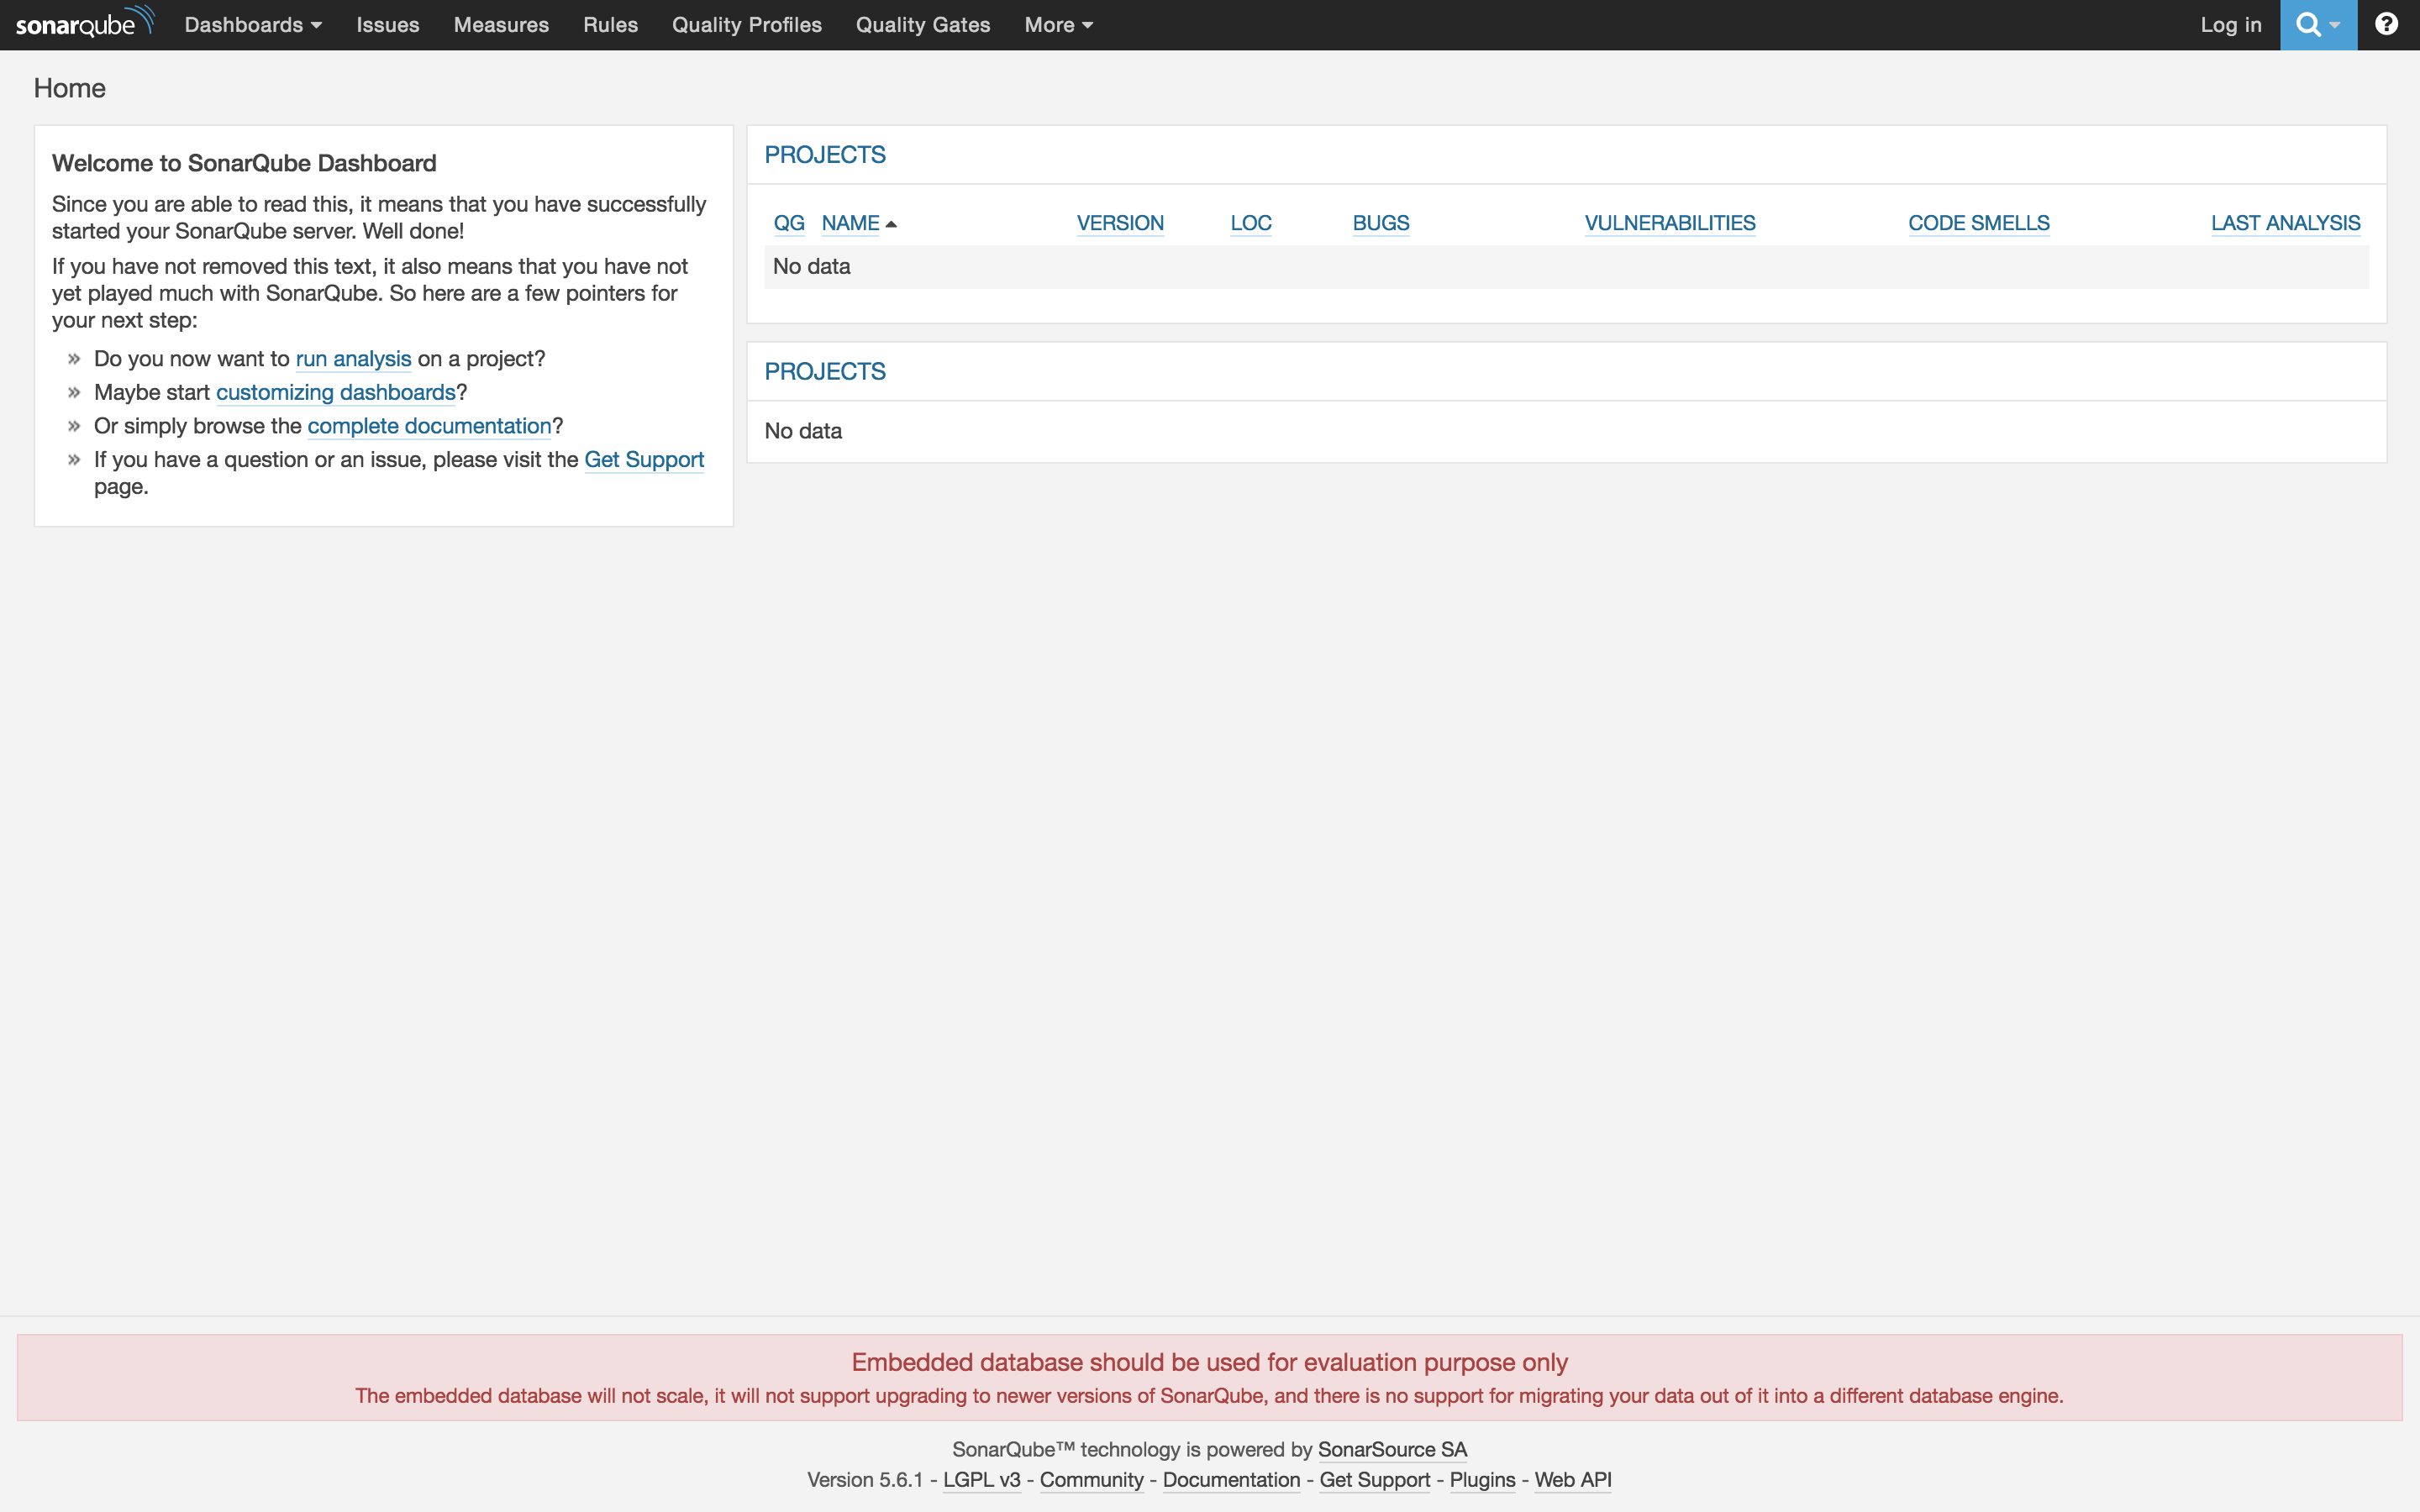 sonarqube Dashboards Issues Measures Rules Quality Profiles Quality Gates More Log in
Home
Welcome to SonarQube Dashboard
Since you are able to read this, it means that you have successfully
started your SonarQube server. Well done!
If you have not removed this text, it also means that you have not
yet played much with SonarQube. So here are a few pointers for
your next step:
» Do you now want to run analysis on a project?
» Maybe start customizing dashboards?
» Or simply browse the complete documentation?
» If you have a question or an issue, please visit the Get Support
page.
PROJECTS
QG NAME VERSION LOC BUGS VULNERABILITIES CODE SMELLS LAST ANALYSIS
No data
PROJECTS
No data
Embedded database should be used for evaluation purpose only
The embedded database will not scale, it will not support upgrading to newer versions of SonarQube, and there is no support for migrating your data out of it into a different database engine.
SonarQube™ technology is powered by SonarSource SA
Version 5.6.1 - LGPL v3 - Community - Documentation - Get Support - Plugins - Web API